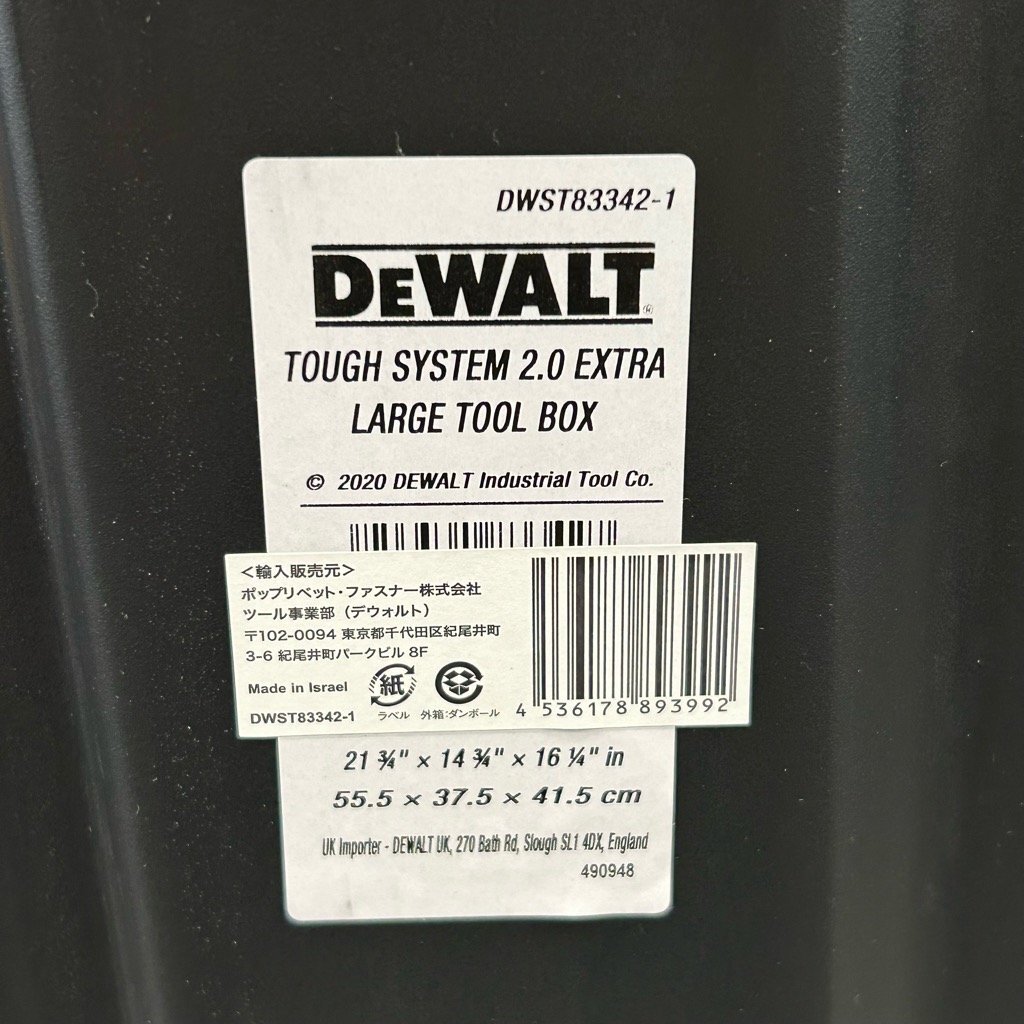 DWST83342-1
DEWALT®
TOUGH SYSTEM 2.0 EXTRA
LARGE TOOL BOX
© 2020 DEWALT Industrial Tool Co.
<輸入販売元>
ポップリベット・ファスナー株式会社
ツール事業部(デウォルト)
〒102-0094 東京都千代田区紀尾井町
3-6 紀尾井町パークビル 8F
Made in Israel
紙
DWST83342-1
ラベル 外箱:ダンボール
4 536178 893992
21 ¾" × 14 ¾" × 16 ¼" in
55.5 × 37.5 × 41.5 cm
UK Importer - DEWALT UK, 270 Bath Rd, Slough SL1 4DX, England
490948